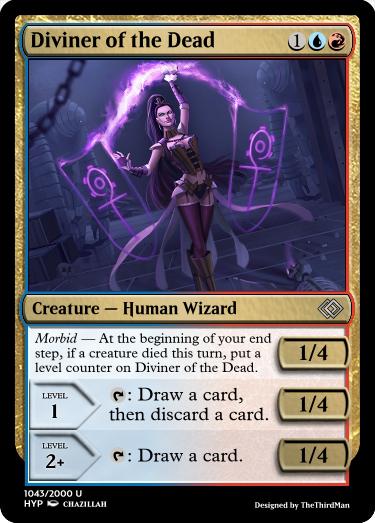 Diviner of the Dead 1
Creature — Human Wizard
Morbid — At the beginning of your end
step, if a creature died this turn, put a
level counter on Diviner of the Dead.
1/4
LEVEL
1
: Draw a card,
then discard a card.
1/4
LEVEL
2+
: Draw a card.
1/4
1043/2000 U
HYP CHAZILLAH
Designed by TheThirdMan